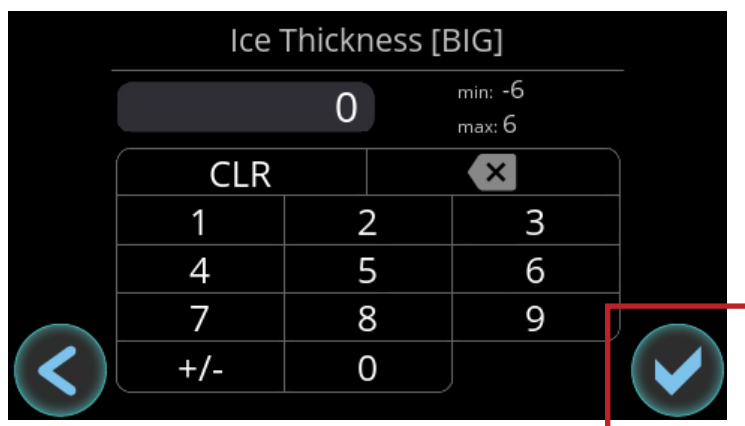 Ice Thickness [BIG]
0
min: -6
max: 6
CLR
1 2 3
4 5 6
7 8 9
+/- 0